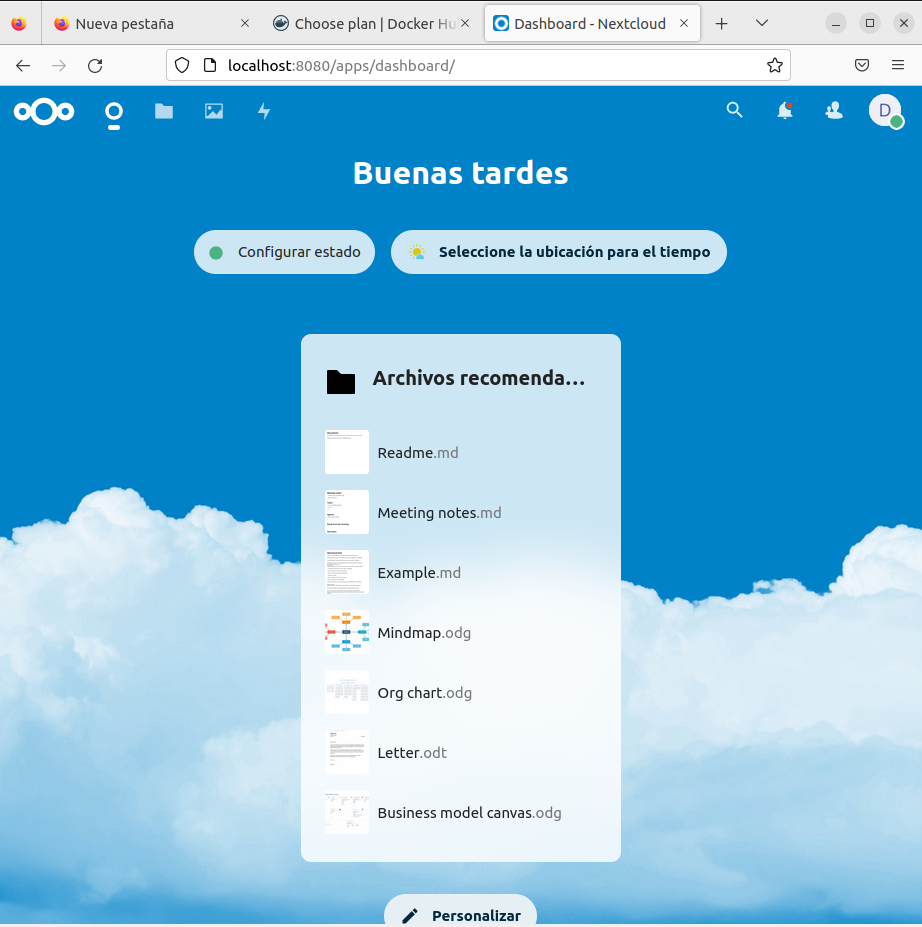 Nueva pestaña
Choose plan | Docker Hu
Dashboard - Nextcloud
localhost:8080/apps/dashboard/
D
Buenas tardes
Configurar estado
Seleccione la ubicación para el tiempo
Archivos recomenda...
Readme.md
Meeting notes.md
Example.md
Mindmap.odg
Org chart.odg
Letter.odt
Business model canvas.odg
Personalizar